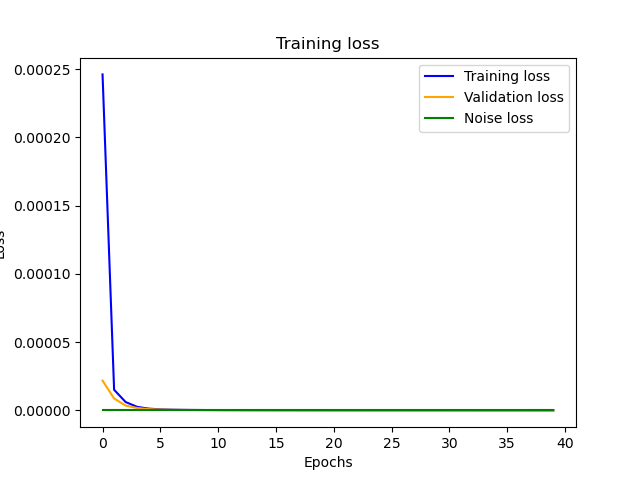 Training loss
0.00025
0.00020
0.00015
0.00010
0.00005
0.00000
Loss
Training loss
Validation loss
Noise loss
0 5 10 15 20 25 30 35 40
Epochs